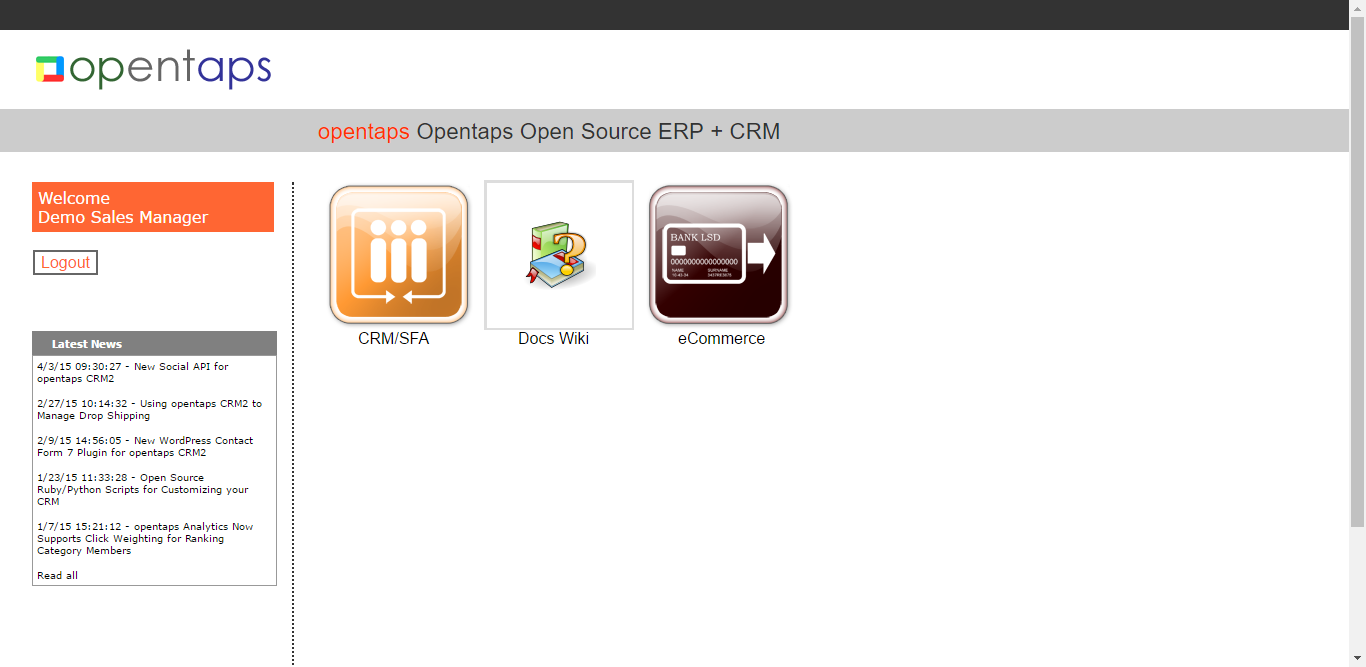 opentaps
opentaps Opentaps Open Source ERP + CRM
Welcome
Demo Sales Manager
Logout
Latest News
4/3/15 09:30:27 - New Social API for
opentaps CRM2
2/27/15 10:14:32 - Using opentaps CRM2 to
Manage Drop Shipping
2/9/15 14:56:05 - New WordPress Contact
Form 7 Plugin for opentaps CRM2
1/23/15 11:33:28 - Open Source
Ruby/Python Scripts for Customizing your
CRM
1/7/15 15:21:12 - opentaps Analytics Now
Supports Click Weighting for Ranking
Category Members
Read all
BANK LSD
NAME SURNAME
CRM/SFA
Docs Wiki
eCommerce